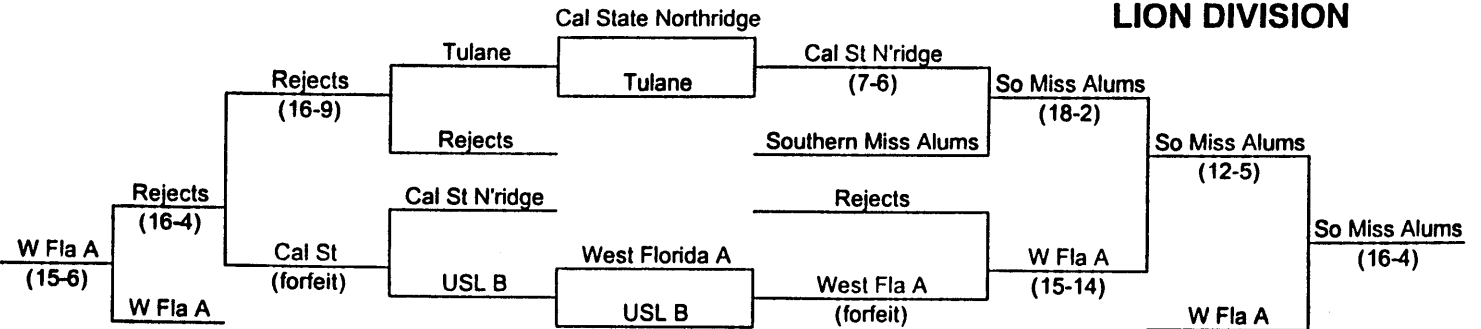 LION DIVISION
Cal State Northridge
Tulane
Cal St N'ridge
Rejects
Tulane
(7-6)
So Miss Alums
(16-9)
(18-2)
Rejects
Southern Miss Alums
So Miss Alums
(12-5)
Rejects
Cal St N'ridge
Rejects
(16-4)
So Miss Alums
W Fla A
Cal St
West Florida A
W Fla A
(16-4)
(15-6)
(forfeit)
USL B
West Fla A
(15-14)
W Fla A
USL B
(forfeit)
W Fla A